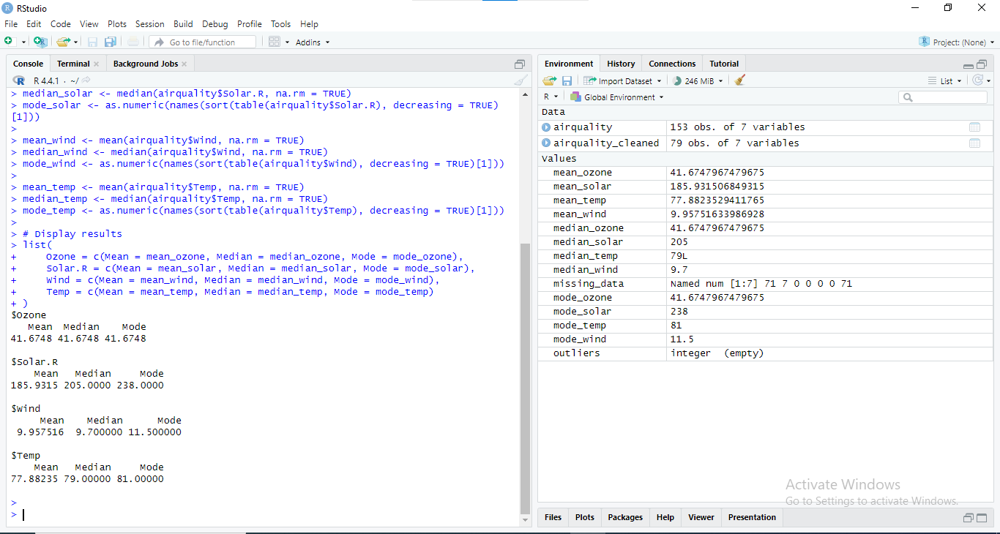 RStudio
File Edit Code View Plots Session Build Debug Profile Tools Help
Go to file/function Addins Project: (None)
Console Terminal Background Jobs
R 4.4.1 · ~/
> median_solar <- median(airquality$Solar.R, na.rm = TRUE)
> mode_solar <- as.numeric(names(sort(table(airquality$Solar.R), decreasing = TRUE)
[1]))
>
> mean_wind <- mean(airquality$Wind, na.rm = TRUE)
> median_wind <- median(airquality$Wind, na.rm = TRUE)
> mode_wind <- as.numeric(names(sort(table(airquality$Wind), decreasing = TRUE)[1]))
>
> mean_temp <- mean(airquality$Temp, na.rm = TRUE)
> median_temp <- median(airquality$Temp, na.rm = TRUE)
> mode_temp <- as.numeric(names(sort(table(airquality$Temp), decreasing = TRUE)[1]))
>
> # Display results
> list(
+ Ozone = c(Mean = mean_ozone, Median = median_ozone, Mode = mode_ozone),
+ Solar.R = c(Mean = mean_solar, Median = median_solar, Mode = mode_solar),
+ Wind = c(Mean = mean_wind, Median = median_wind, Mode = mode_wind),
+ Temp = c(Mean = mean_temp, Median = median_temp, Mode = mode_temp)
+ )
$Ozone
Mean Median Mode
41.6748 41.6748 41.6748
$Solar.R
Mean Median Mode
185.9315 205.0000 238.0000
$Wind
Mean Median Mode
9.957516 9.700000 11.500000
$Temp
Mean Median Mode
77.88235 79.00000 81.00000
>
>
Environment History Connections Tutorial
Import Dataset 246 MiB List
R Global Environment
Data
airquality 153 obs. of 7 variables
airquality_cleaned 79 obs. of 7 variables
values
mean_ozone 41.6747967479675
mean_solar 185.931506849315
mean_temp 77.8823529411765
mean_wind 9.95751633986928
median_ozone 41.6747967479675
median_solar 205
median_temp 79L
median_wind 9.7
missing_data Named num [1:7] 71 7 0 0 0 0 71
mode_ozone 41.6747967479675
mode_solar 238
mode_temp 81
mode_wind 11.5
outliers integer (empty)
Activate Windows
Go to Settings to activate Windows.
Files Plots Packages Help Viewer Presentation